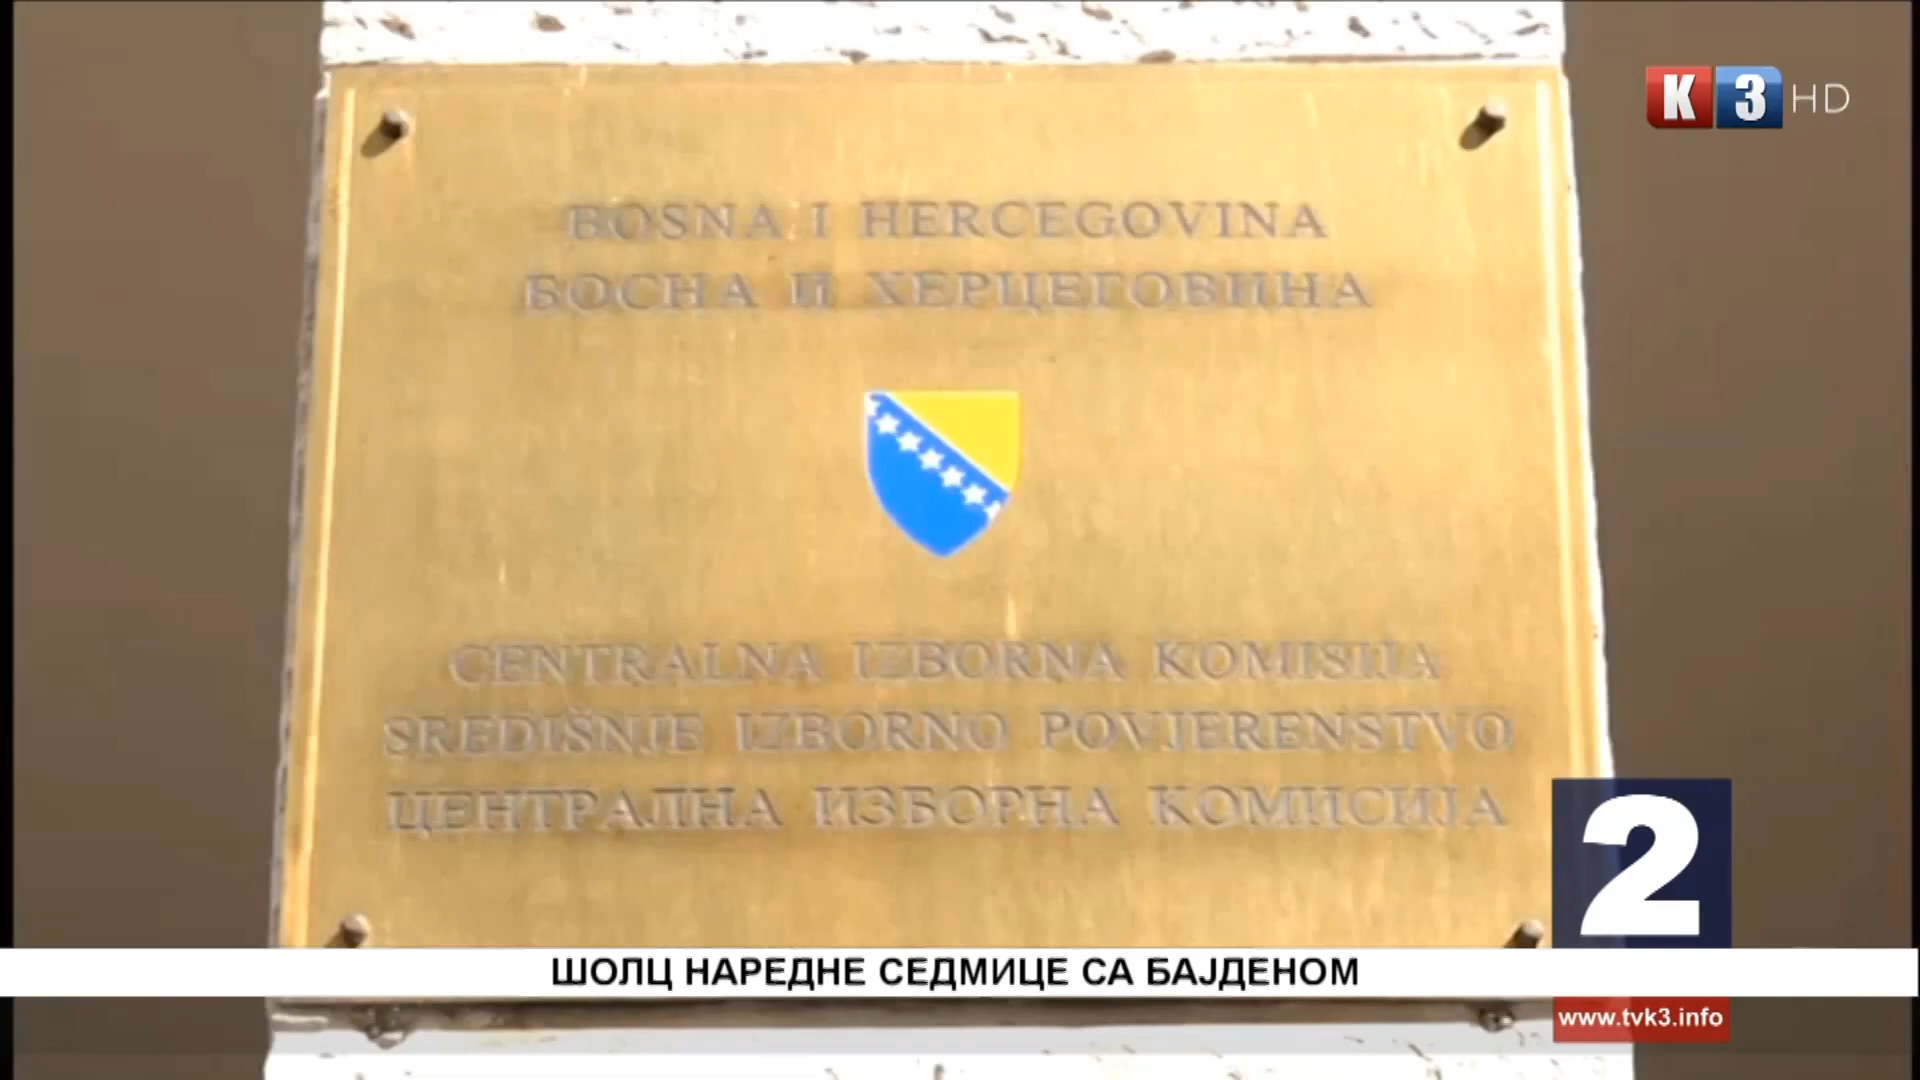 K3 HD
BOSNA I HERCEGOVINA
БОСНА И ХЕРЦЕГОВИНА
CENTRALNA IZBORNA KOMISIJA
SREDIŠNJE IZBORNO POVJERENSTVO
ЦЕНТРАЛНА ИЗБОРНА КОМИСИЈА
2
ШОЛЦ НАРЕДНЕ СЕДМИЦЕ СА БАЈДЕНОМ
www.tvk3.info